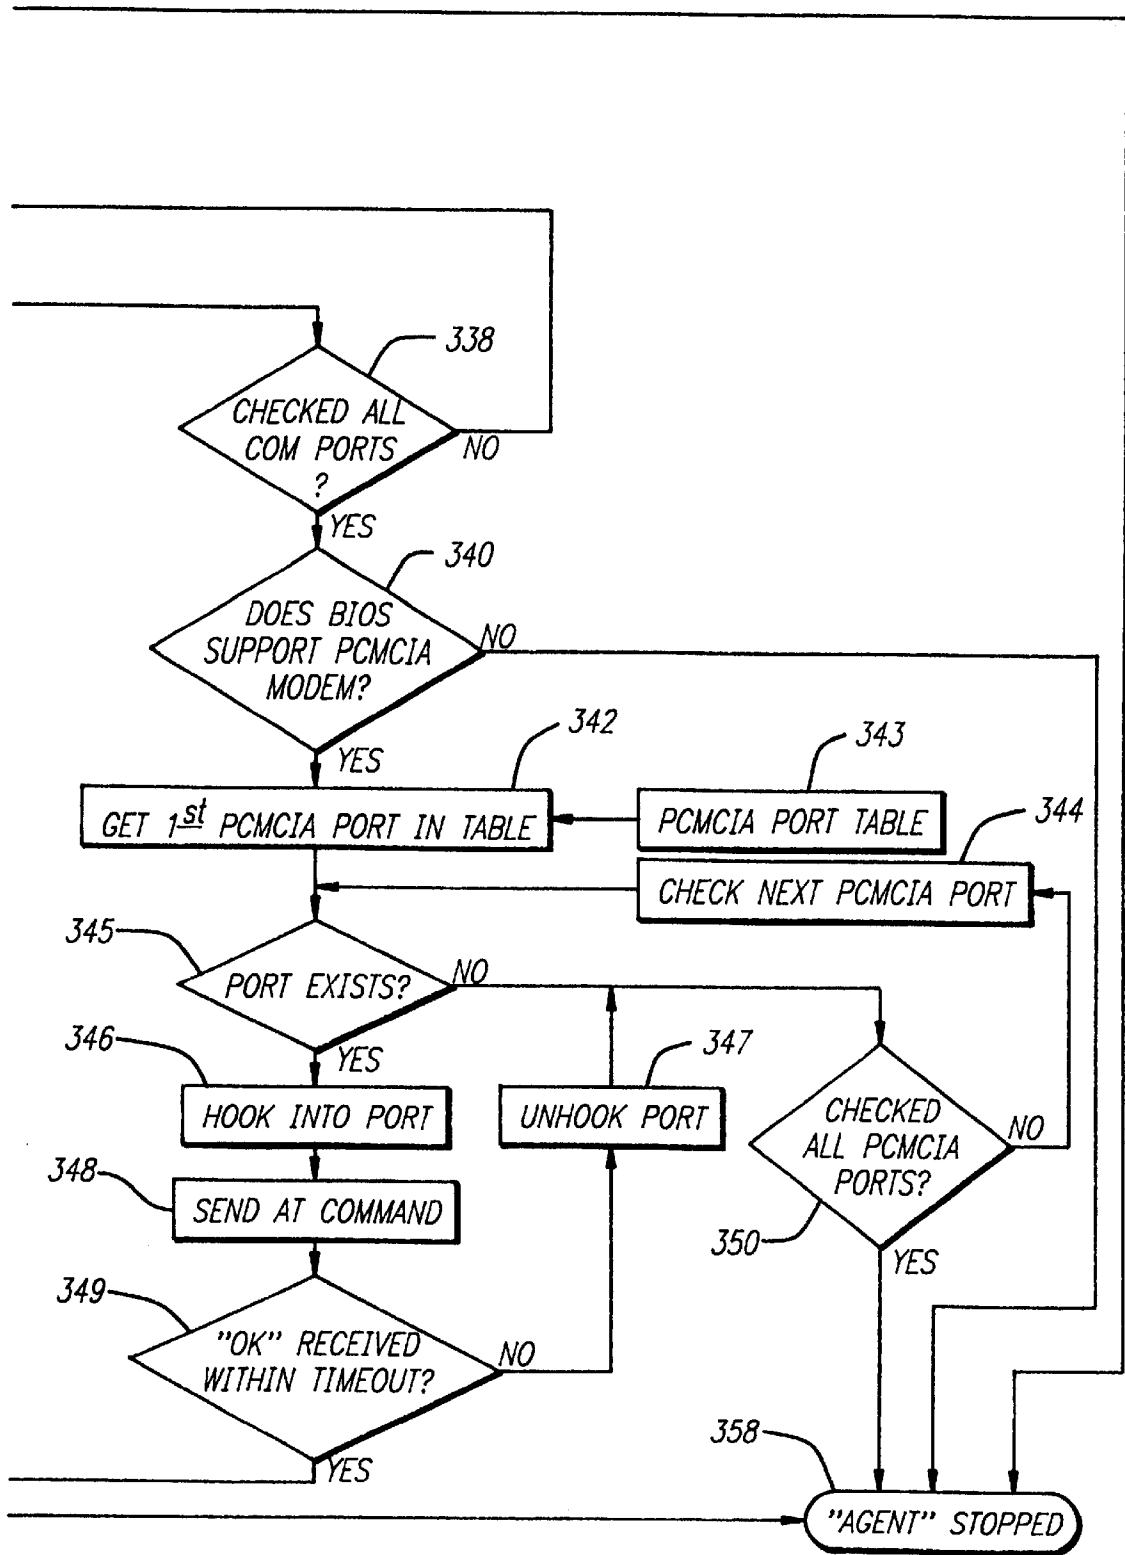 338
CHECKED ALL
COM PORTS
?
NO
YES
340
DOES BIOS
SUPPORT PCMCIA
MODEM?
NO
YES
342
343
GET 1st PCMCIA PORT IN TABLE
PCMCIA PORT TABLE
344
CHECK NEXT PCMCIA PORT
345
PORT EXISTS?
NO
YES
346
347
HOOK INTO PORT
UNHOOK PORT
CHECKED
ALL PCMCIA
PORTS?
NO
350
YES
348
SEND AT COMMAND
349
"OK" RECEIVED
WITHIN TIMEOUT?
NO
YES
358
"AGENT" STOPPED